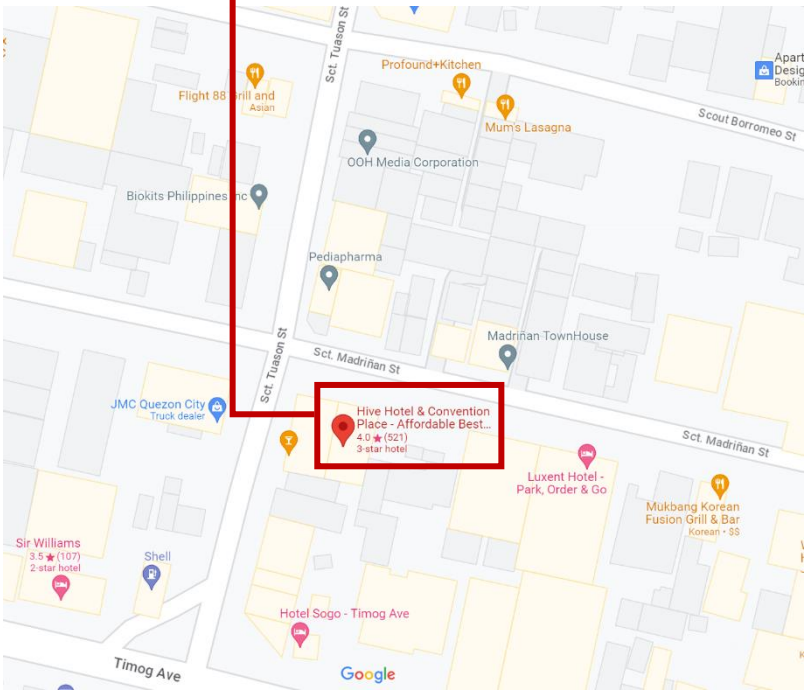 Sct. Tuason St
Profound+Kitchen
Apart
Desig
Bookin
Flight 88 Grill and
Asian
Scout Borromeo St
Mum's Lasagna
OOH Media Corporation
Biokits Philippines Inc
Pediapharma
Madriñan TownHouse
Sct. Madriñan St
Sct. Tuason St
JMC Quezon City
Truck dealer
Hive Hotel & Convention
Place - Affordable Best...
4.0 ★ (521)
3-star hotel
Sct. Madriñan St
Luxent Hotel -
Park, Order & Go
Mukbang Korean
Fusion Grill & Bar
Korean • $$
Sir Williams
3.5 ★ (107)
2-star hotel
Shell
Hotel Sogo - Timog Ave
Timog Ave
Google